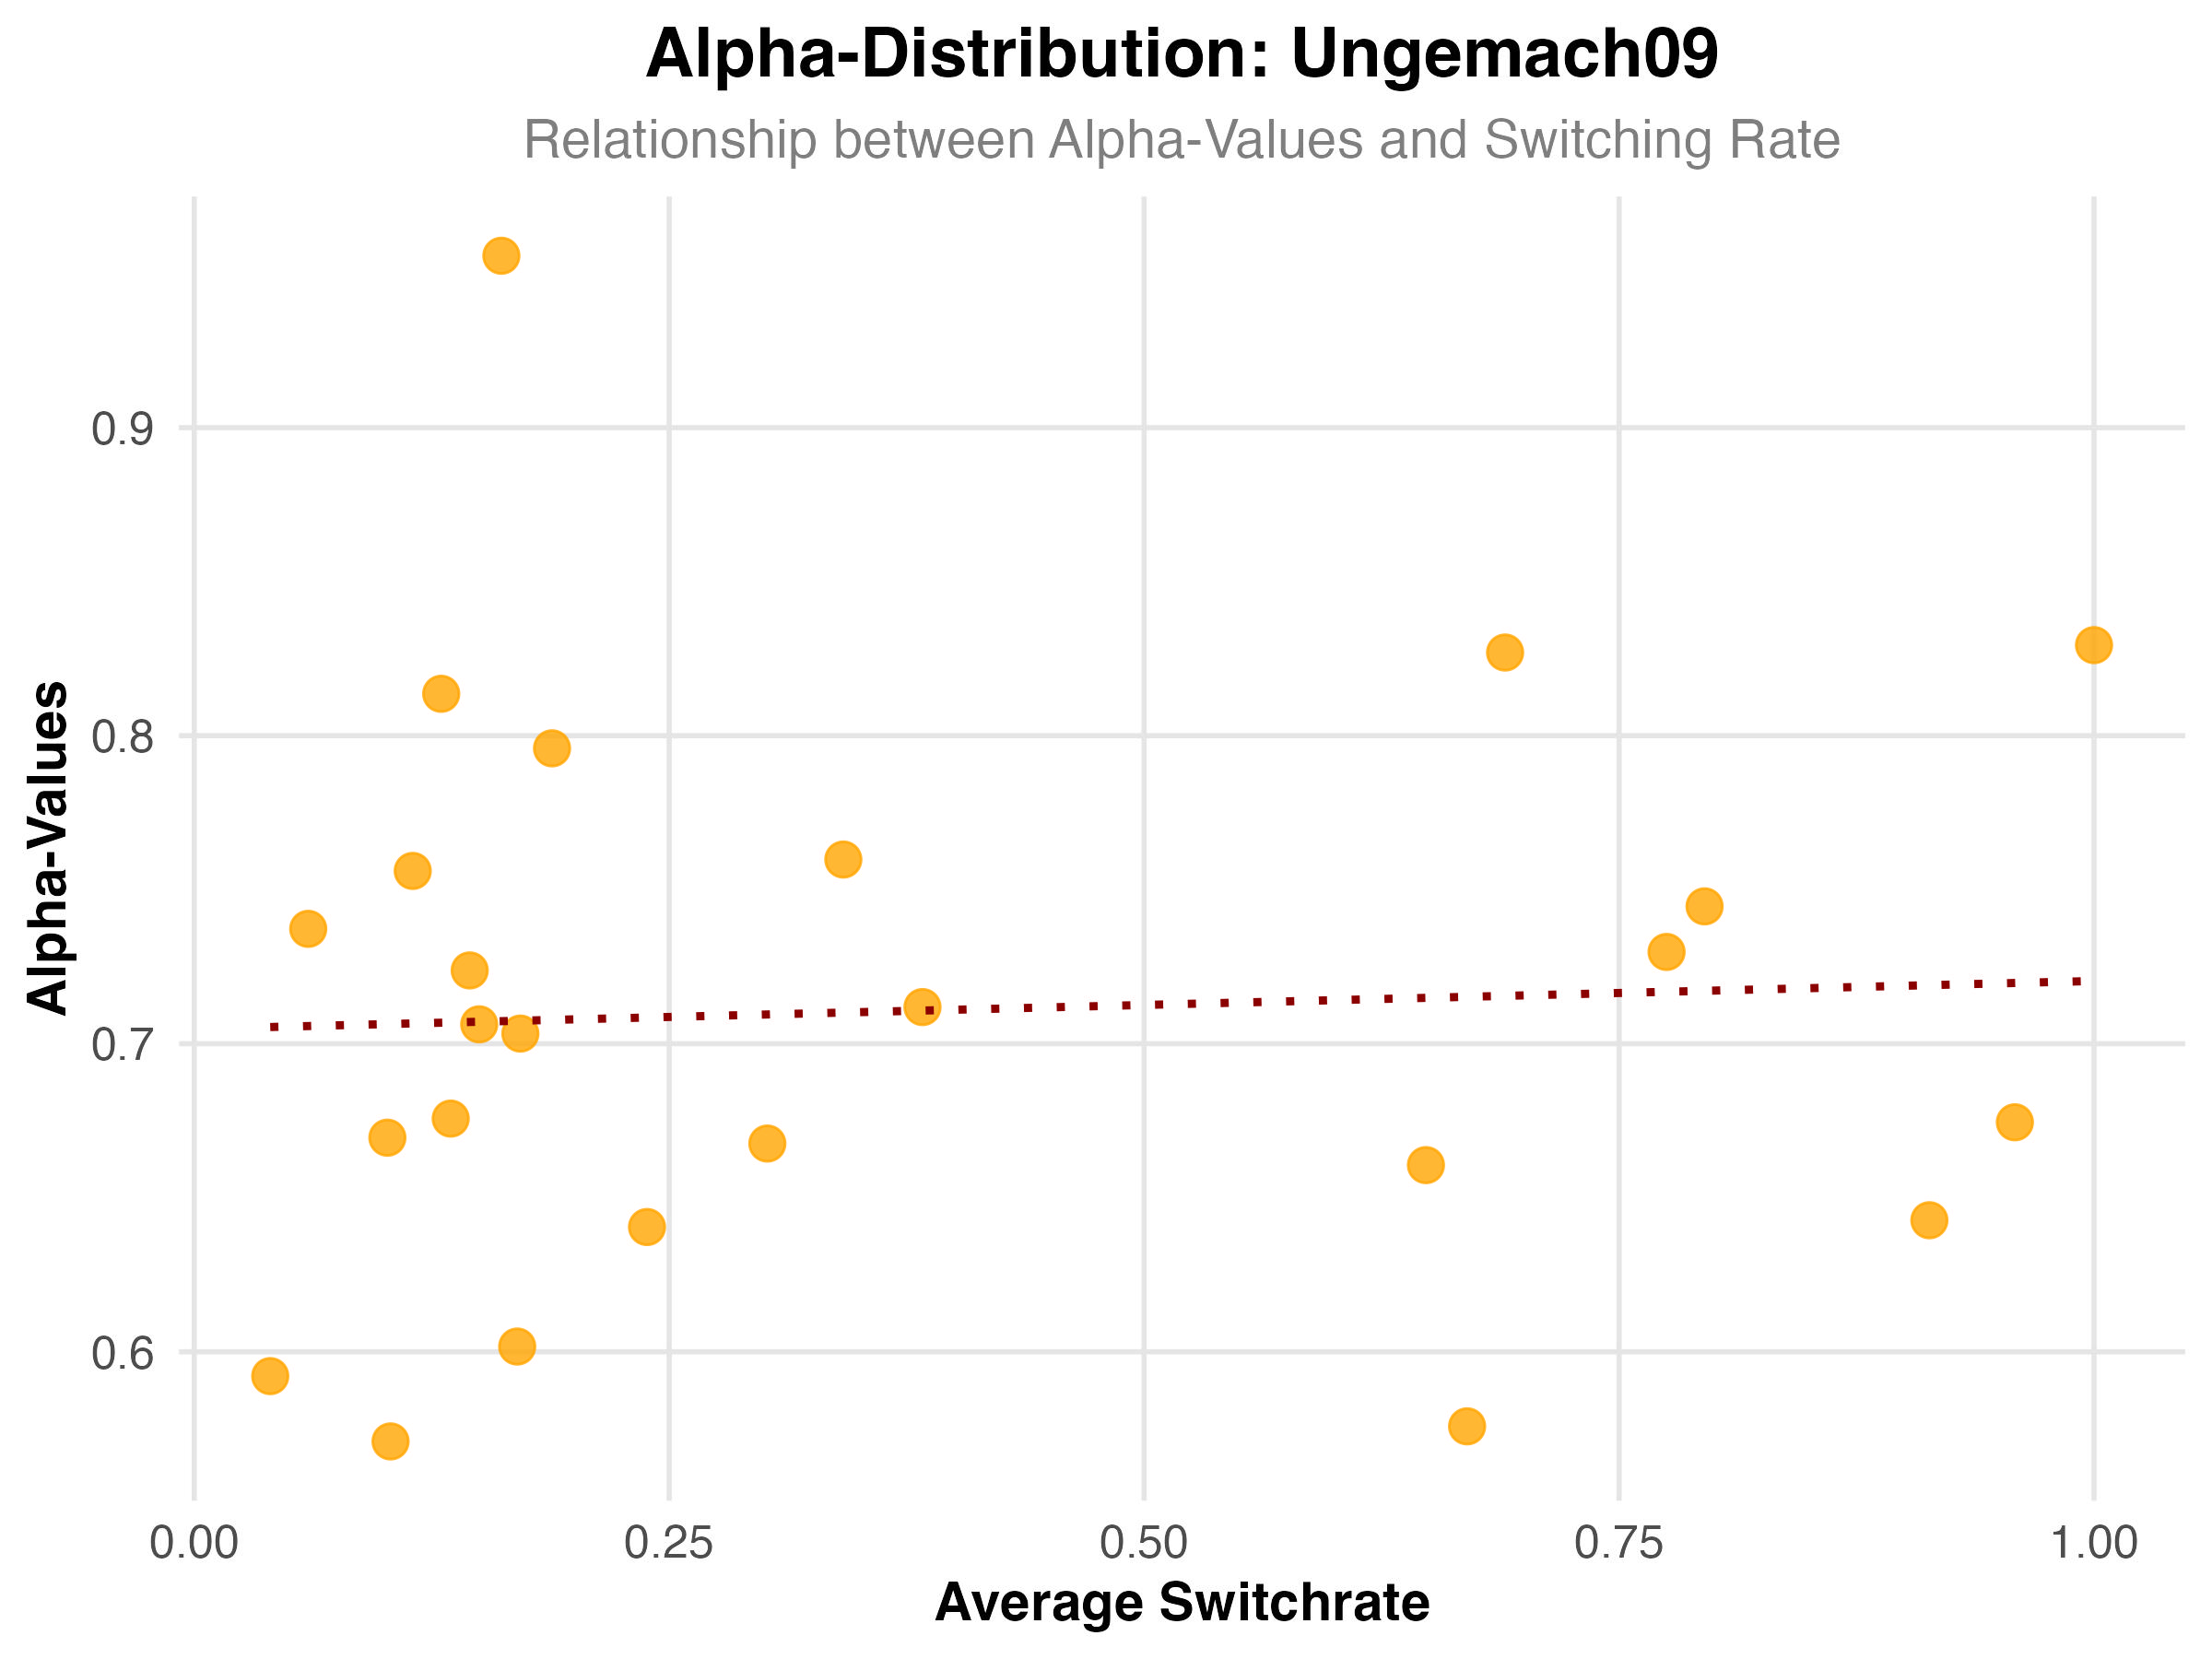 Alpha-Distribution: Ungemach09
Relationship between Alpha-Values and Switching Rate
Alpha-Values
0.9
0.8
0.7
0.6
0.00 0.25 0.50 0.75 1.00
Average Switchrate